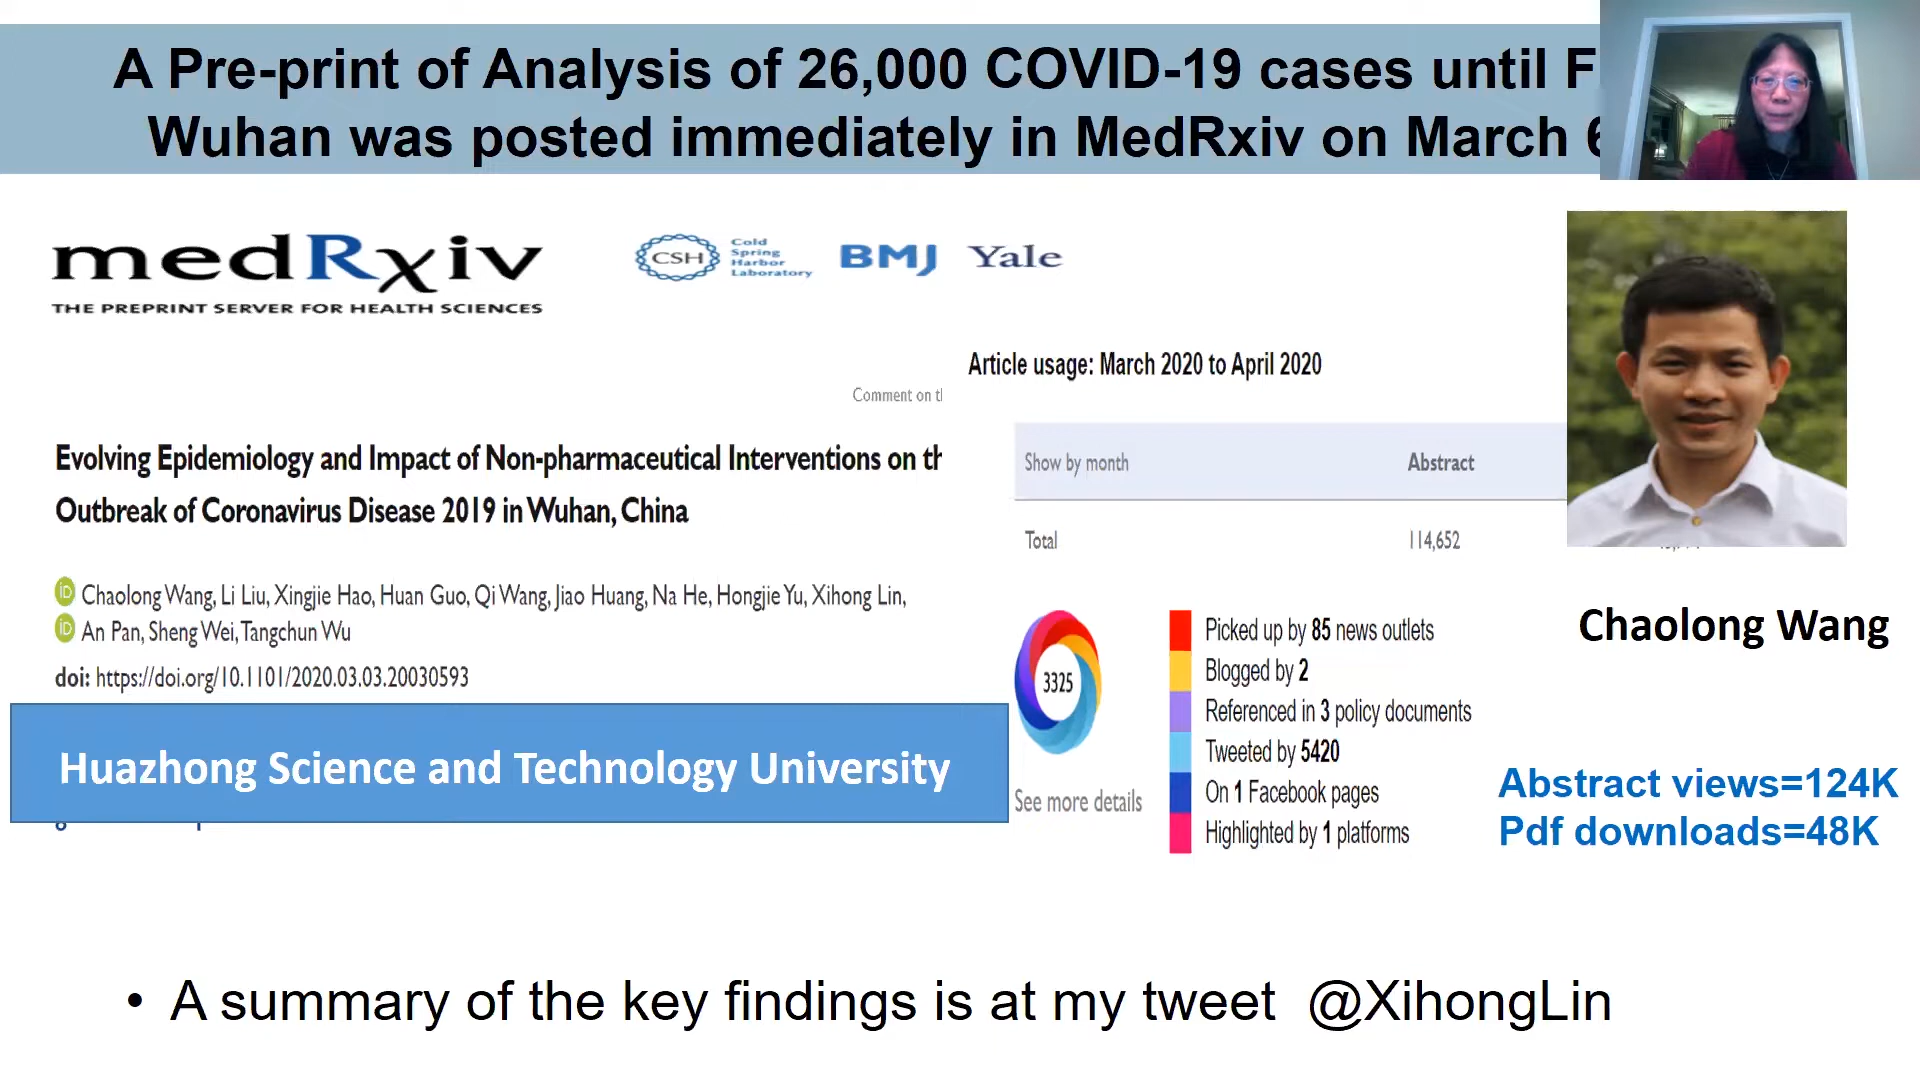 A Pre-print of Analysis of 26,000 COVID-19 cases until F
Wuhan was posted immediately in MedRxiv on March 6
medRxiv
THE PREPRINT SERVER FOR HEALTH SCIENCES
CSH
Cold
Spring
Harbor
Laboratory
BMJ
Yale
Article usage: March 2020 to April 2020
Comment on th
Show by month Abstract
Total 114,652
Evolving Epidemiology and Impact of Non-pharmaceutical Interventions on th
Outbreak of Coronavirus Disease 2019 in Wuhan, China
iD Chaolong Wang, Li Liu, Xingjie Hao, Huan Guo, Qi Wang, Jiao Huang, Na He, Hongjie Yu, Xihong Lin,
iD An Pan, Sheng Wei, Tangchun Wu
doi: https://doi.org/10.1101/2020.03.03.20030593
Huazhong Science and Technology University
3325
See more details
Picked up by 85 news outlets
Blogged by 2
Referenced in 3 policy documents
Tweeted by 5420
On 1 Facebook pages
Highlighted by 1 platforms
Chaolong Wang
Abstract views=124K
Pdf downloads=48K
• A summary of the key findings is at my tweet @XihongLin